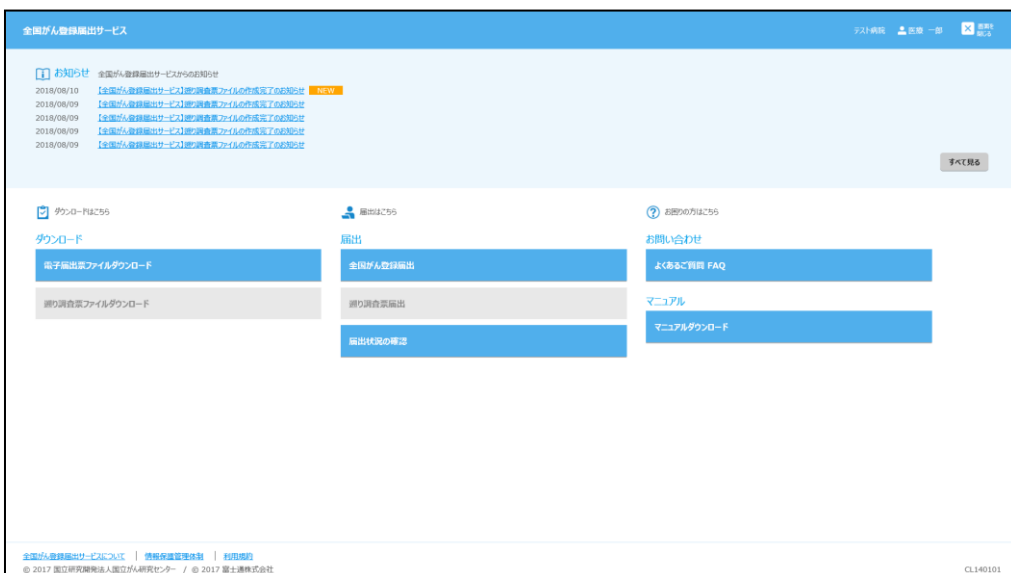 全国がん登録届出サービス
テスト病院 医療 一郎 画面を閉じる
お知らせ 全国がん登録届出サービスからのお知らせ
2018/08/10 【全国がん登録届出サービス】遡り調査票ファイルの作成完了のお知らせ NEW
2018/08/09 【全国がん登録届出サービス】遡り調査票ファイルの作成完了のお知らせ
2018/08/09 【全国がん登録届出サービス】遡り調査票ファイルの作成完了のお知らせ
2018/08/09 【全国がん登録届出サービス】遡り調査票ファイルの作成完了のお知らせ
2018/08/09 【全国がん登録届出サービス】遡り調査票ファイルの作成完了のお知らせ
すべて見る
ダウンロードはこちら
ダウンロード
電子届出票ファイルダウンロード
遡り調査票ファイルダウンロード
届出はこちら
届出
全国がん登録届出
遡り調査票届出
届出状況の確認
お困りの方はこちら
お問い合わせ
よくあるご質問 FAQ
マニュアル
マニュアルダウンロード
全国がん登録届出サービスについて | 情報保護管理体制 | 利用規約
© 2017 国立研究開発法人国立がん研究センター / © 2017 富士通株式会社
CL140101